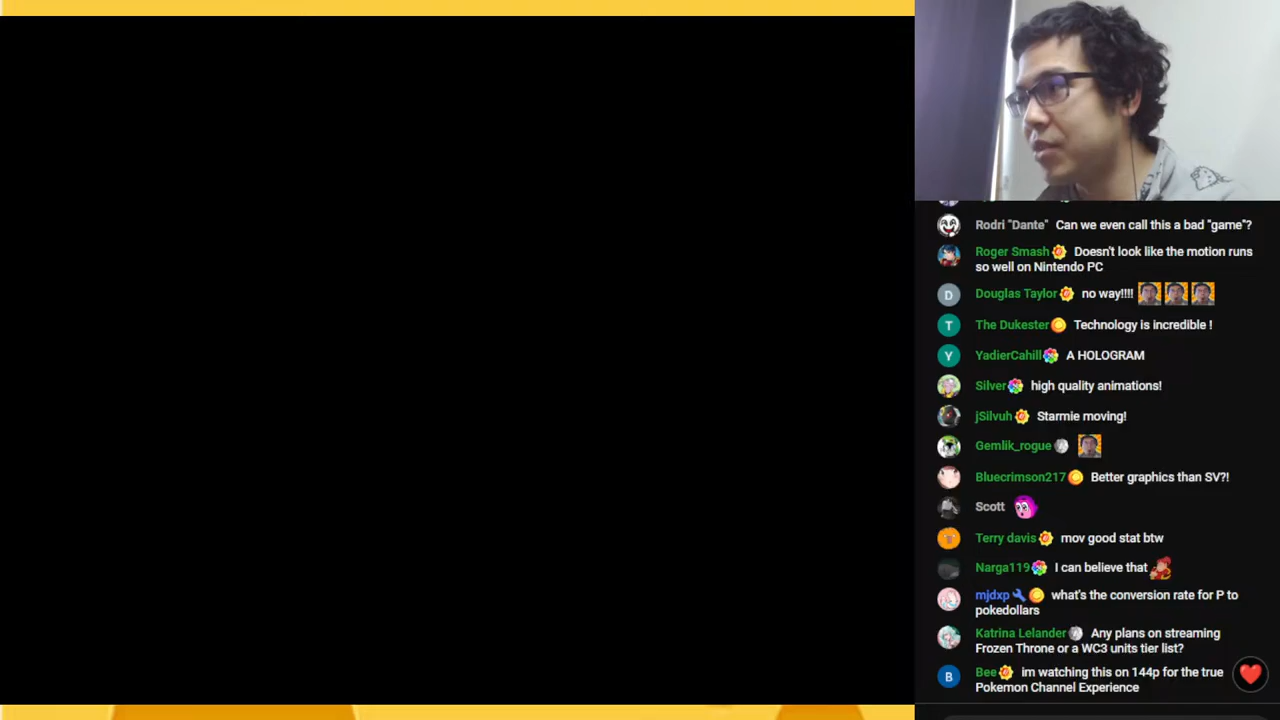 Rodri "Dante" Can we even call this a bad "game"?
Roger Smash Doesn't look like the motion runs
so well on Nintendo PC
Douglas Taylor no way!!!!
D
The Dukester Technology is incredible !
T
YadierCahill A HOLOGRAM
Y
Silver high quality animations!
jSilvuh Starmie moving!
Gemlik_rogue
Bluecrimson217 Better graphics than SV?!
Scott
Terry davis mov good stat btw
Narga119 I can believe that
mjdxp what's the conversion rate for P to
pokedollars
Katrina Lelander Any plans on streaming
Frozen Throne or a WC3 units tier list?
Bee im watching this on 144p for the true
B
Pokemon Channel Experience